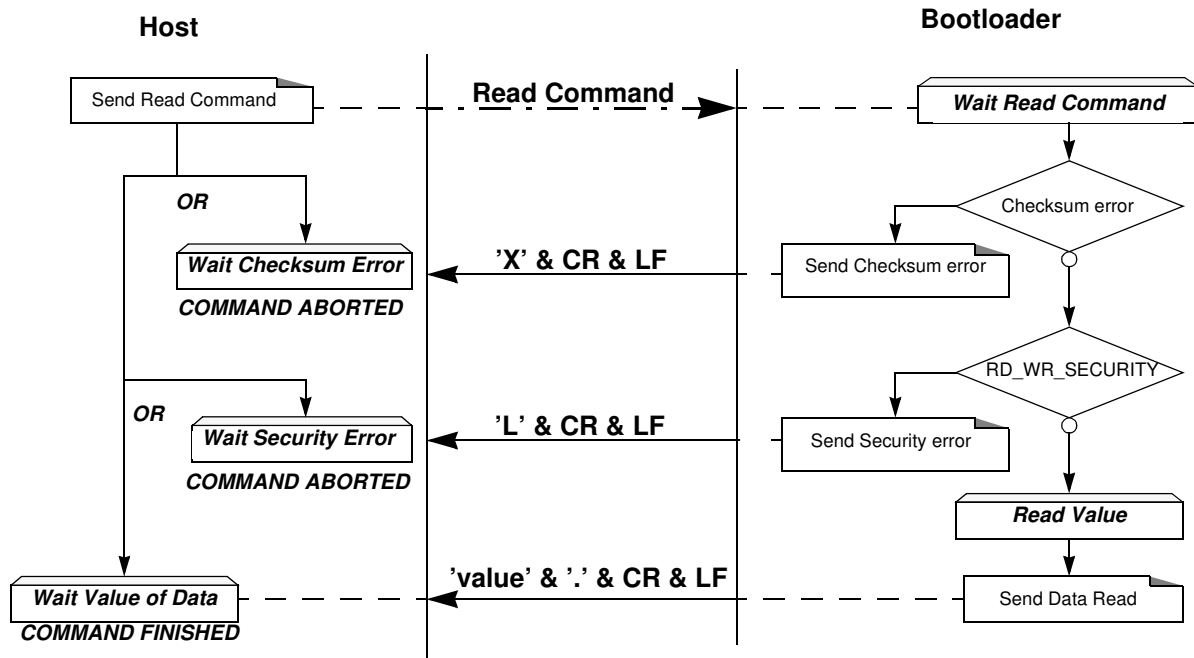 Host
Bootloader
Send Read Command
Read Command
Wait Read Command
OR
Checksum error
Wait Checksum Error
’X’ & CR & LF
Send Checksum error
COMMAND ABORTED
RD_WR_SECURITY
OR
Wait Security Error
’L’ & CR & LF
Send Security error
COMMAND ABORTED
Read Value
’value’ & ’.’ & CR & LF
Wait Value of Data
Send Data Read
COMMAND FINISHED